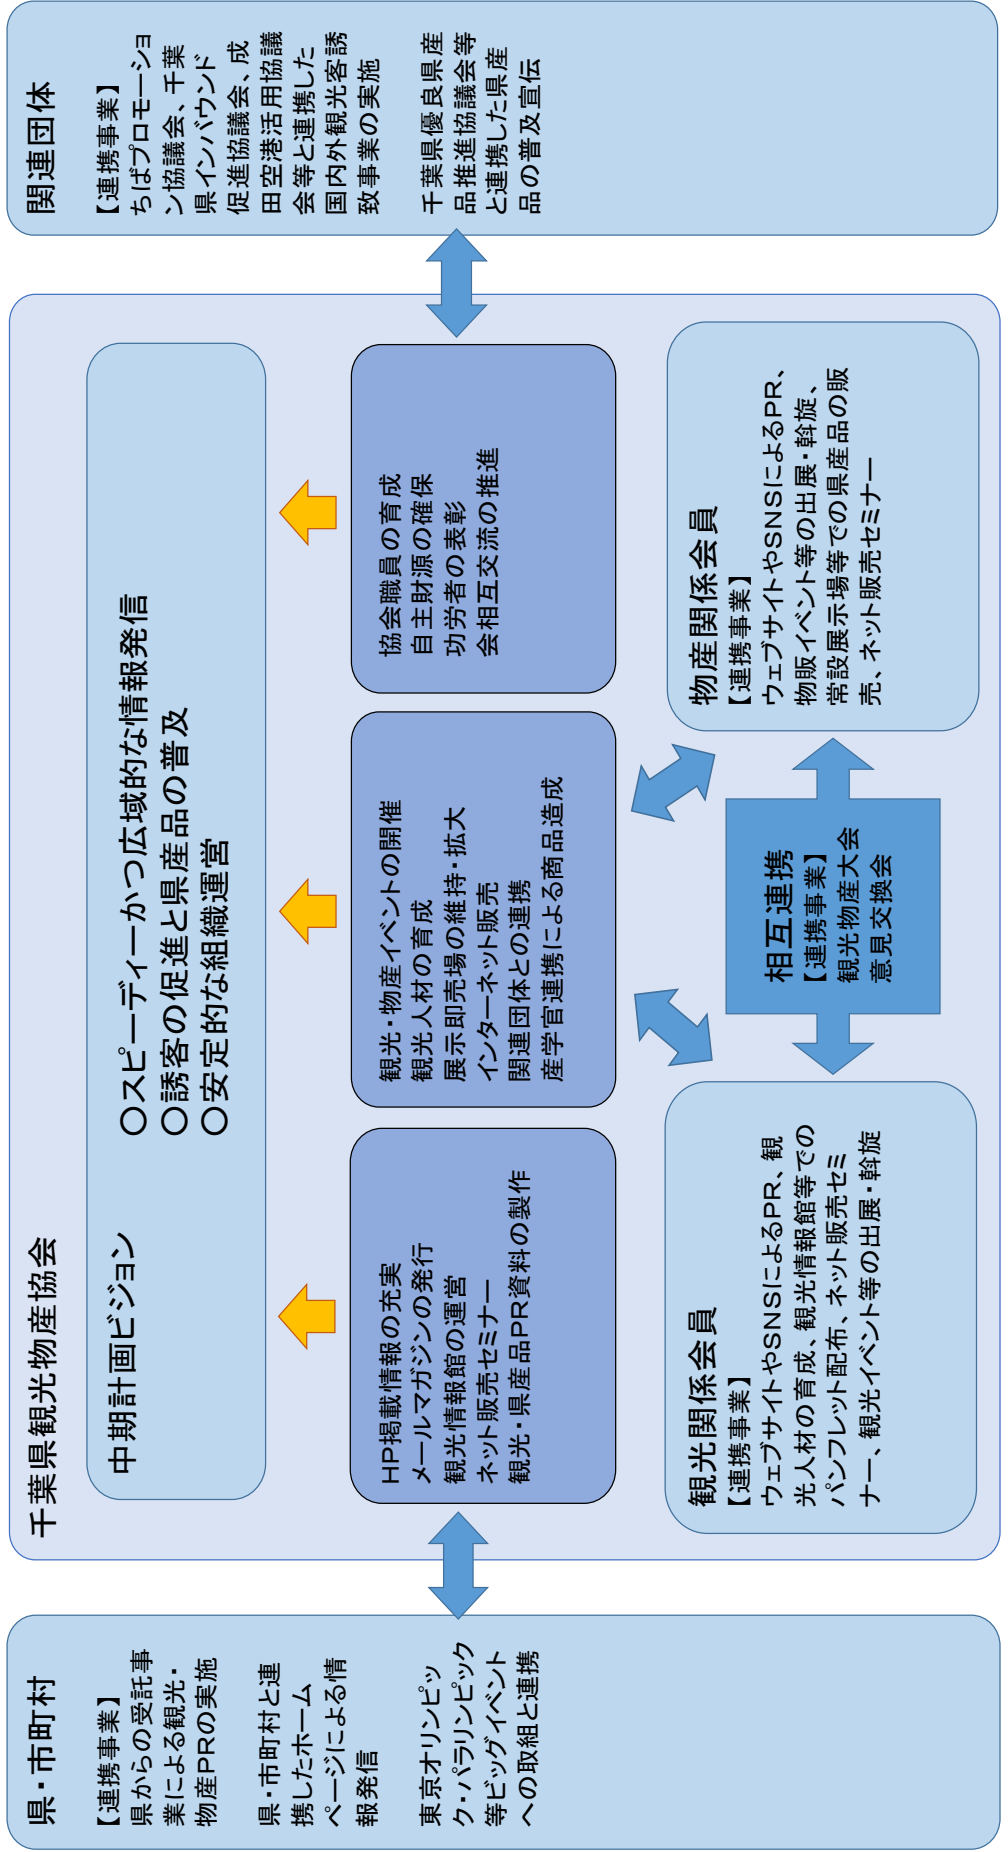 県・市町村
【連携事業】
県からの受託事
業による観光・
物産PRの実施
県・市町村と連
携したホーム
ページによる情
報発信
東京オリンピッ
ク・パラリンピック
等ビッグイベント
への取組と連携
千葉県観光物産協会
中期計画ビジョン
○スピーディーかつ広域的な情報発信
○誘客の促進と県産品の普及
○安定的な組織運営
HP掲載情報の充実
メールマガジンの発行
観光情報館の運営
ネット販売セミナー
観光・県産品PR資料の製作
観光・物産イベントの開催
観光人材の育成
展示即売場の維持・拡大
インターネット販売
関連団体との連携
産学官連携による商品造成
協会職員の育成
自主財源の確保
功労者の表彰
会相互交流の推進
観光関係会員
【連携事業】
ウェブサイトやSNSによるPR、観
光人材の育成、観光情報館等での
パンフレット配布、ネット販売セミ
ナー、観光イベント等の出展・斡旋
相互連携
【連携事業】
観光物産大会
意見交換会
物産関係会員
【連携事業】
ウェブサイトやSNSによるPR、
物販イベント等の出展・斡旋、
常設展示場等での県産品の販
売、ネット販売セミナー
関連団体
【連携事業】
ちばプロモーショ
ン協議会、千葉
県インバウンド
促進協議会、成
田空港活用協議
会等と連携した
国内外観光客誘
致事業の実施
千葉県優良県産
品推進協議会等
と連携した県産
品の普及宣伝